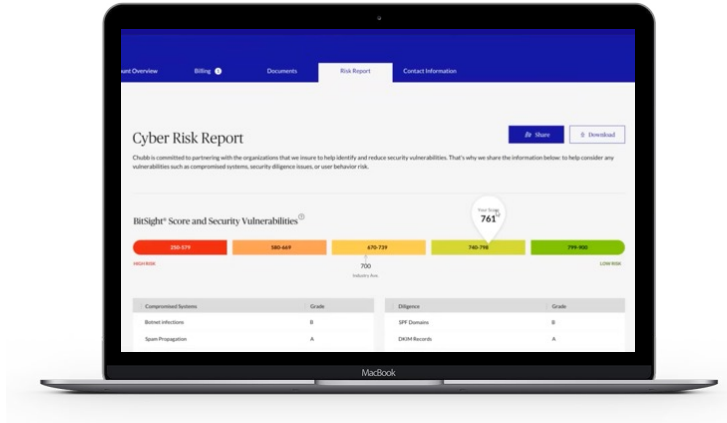 unt Overview
Billing
Documents
Risk Report
Contact Information
Cyber Risk Report
Share
Download
Chubb is committed to partnering with the organizations that we insure to help identify and reduce security vulnerabilities. That's why we share the information below: to help consider any
vulnerabilities such as compromised systems, security diligence issues, or user behavior risk.
BitSight® Score and Security Vulnerabilities
Your Score
761
250-579
580-669
670-739
740-798
799-900
HIGH RISK
LOW RISK
700
Industry Ave
Compromised Systems
Grade
Botnet Infections
B
Spam Propagation
A
Diligence
Grade
SPF Domains
B
DKIM Records
A
MacBook